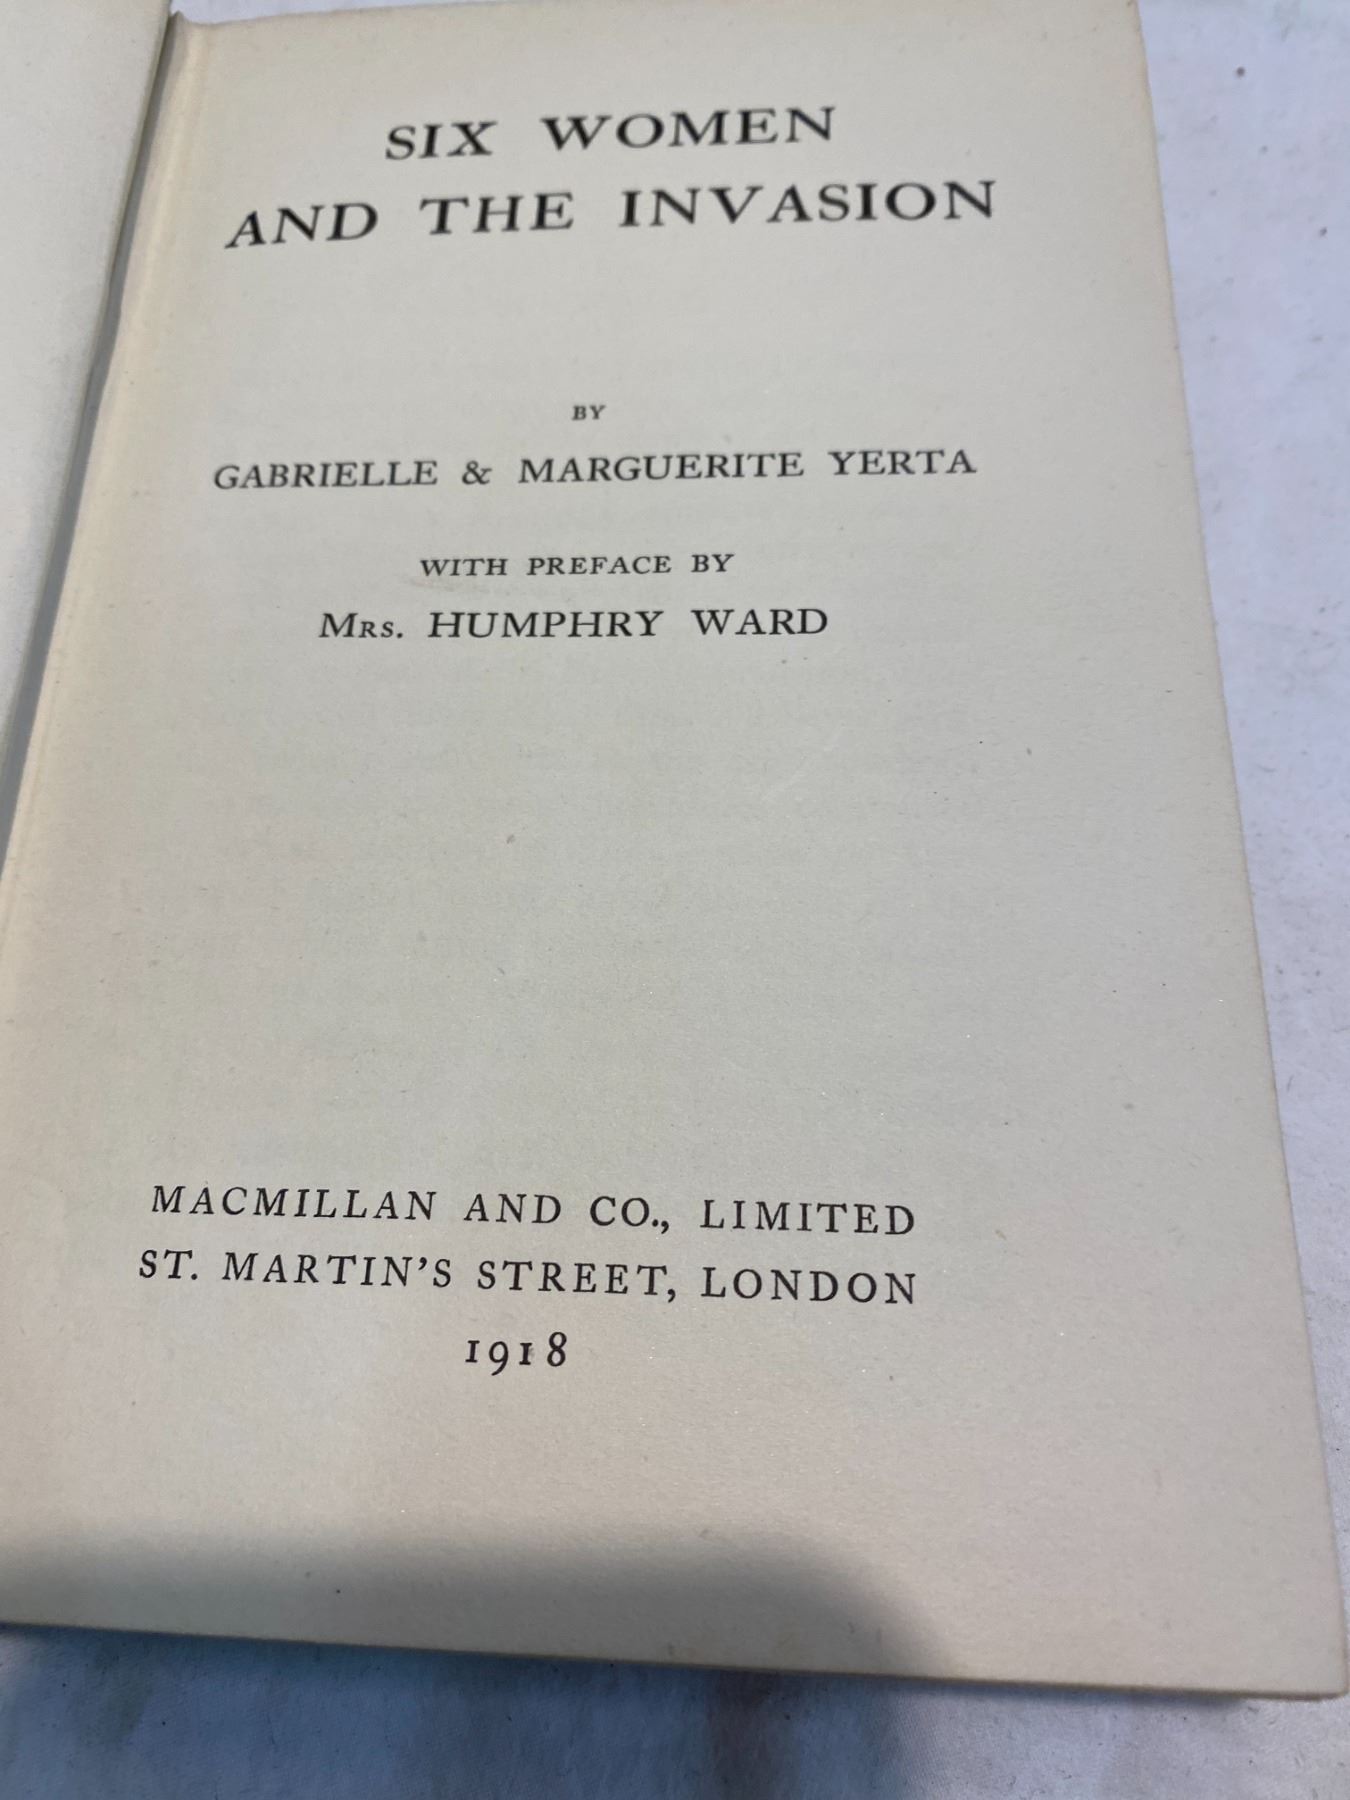 SIX WOMEN
AND THE INVASION
BY
GABRIELLE & MARGUERITE YERTA
WITH PREFACE BY
MRS. HUMPHRY WARD
MACMILLAN AND CO., LIMITED
ST. MARTIN'S STREET, LONDON
1918